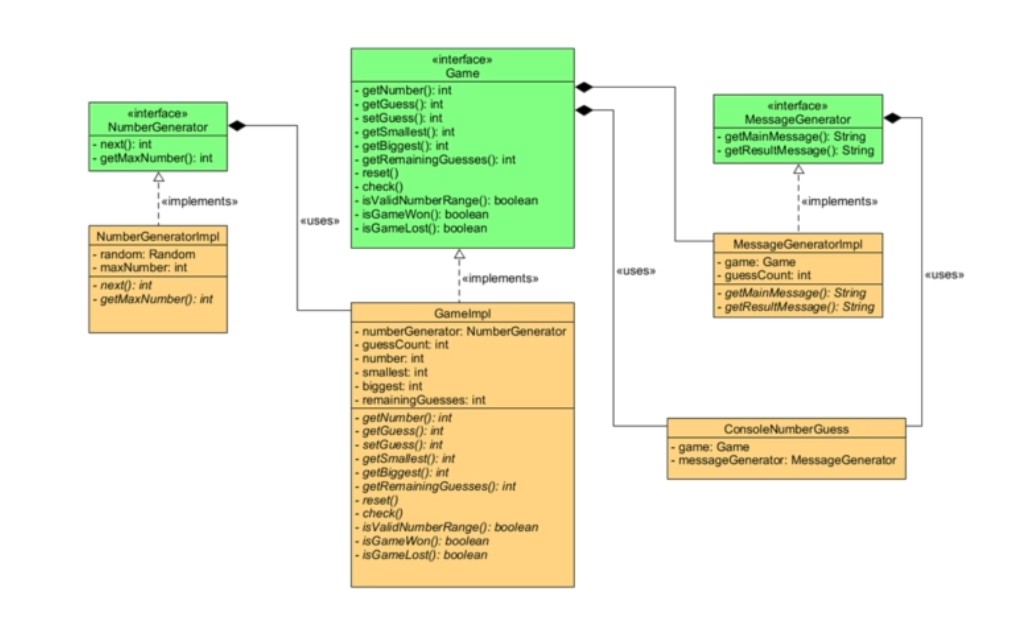 «interface»
NumberGenerator
- next(): int
- getMaxNumber(): int
«implements»
NumberGeneratorImpl
- random: Random
- maxNumber: int
- next(): int
- getMaxNumber(): int
«uses»
«interface»
Game
- getNumber(): int
- getGuess(): int
- setGuess(): int
- getSmallest(): int
- getBiggest(): int
- getRemainingGuesses(): int
- reset()
- check()
- isValidNumberRange(): boolean
- isGameWon(): boolean
- isGameLost(): boolean
«implements»
GameImpl
- numberGenerator: NumberGenerator
- guessCount: int
- number: int
- smallest: int
- biggest: int
- remainingGuesses: int
- getNumber(): int
- getGuess(): int
- setGuess(): int
- getSmallest(): int
- getBiggest(): int
- getRemainingGuesses(): int
- reset()
- check()
- isValidNumberRange(): boolean
- isGameWon(): boolean
- isGameLost(): boolean
«uses»
«interface»
MessageGenerator
- getMainMessage(): String
- getResultMessage(): String
«implements»
MessageGeneratorImpl
- game: Game
- guessCount: int
- getMainMessage(): String
- getResultMessage(): String
«uses»
ConsoleNumberGuess
- game: Game
- messageGenerator: MessageGenerator